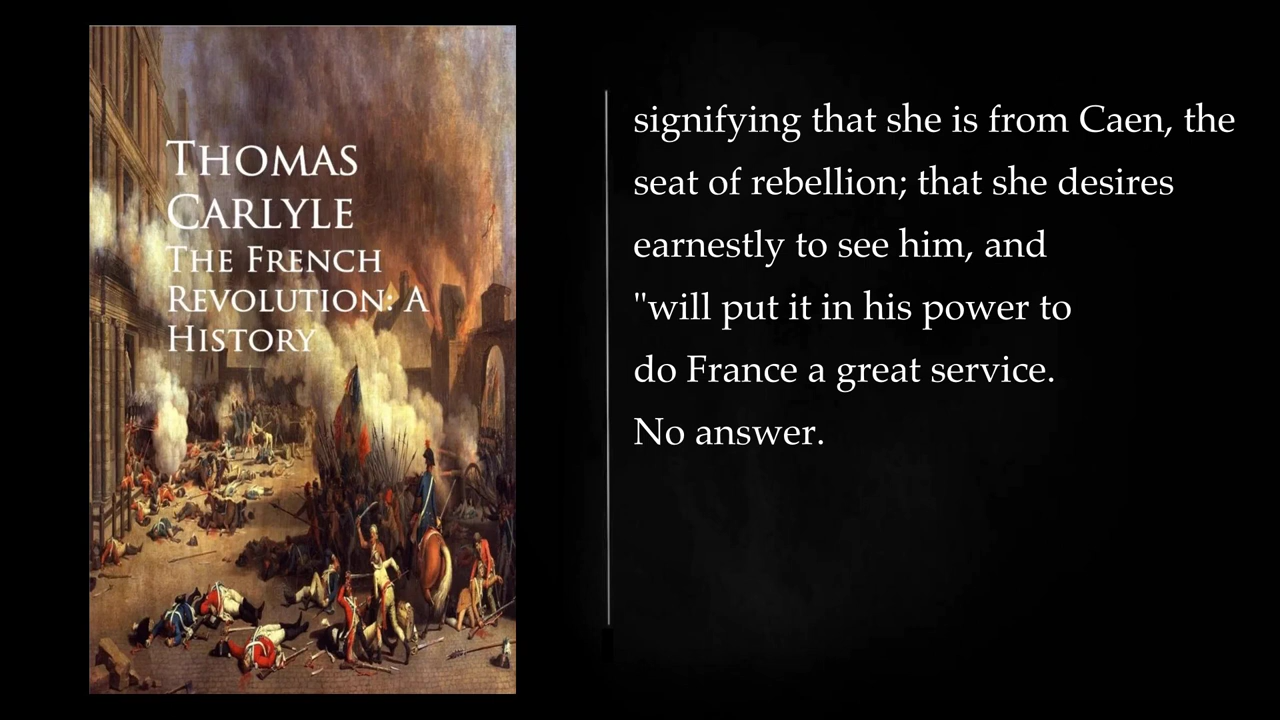 THOMAS
CARLYLE
THE FRENCH
REVOLUTION: A
HISTORY
signifying that she is from Caen, the
seat of rebellion; that she desires
earnestly to see him, and
"will put it in his power to
do France a great service.
No answer.